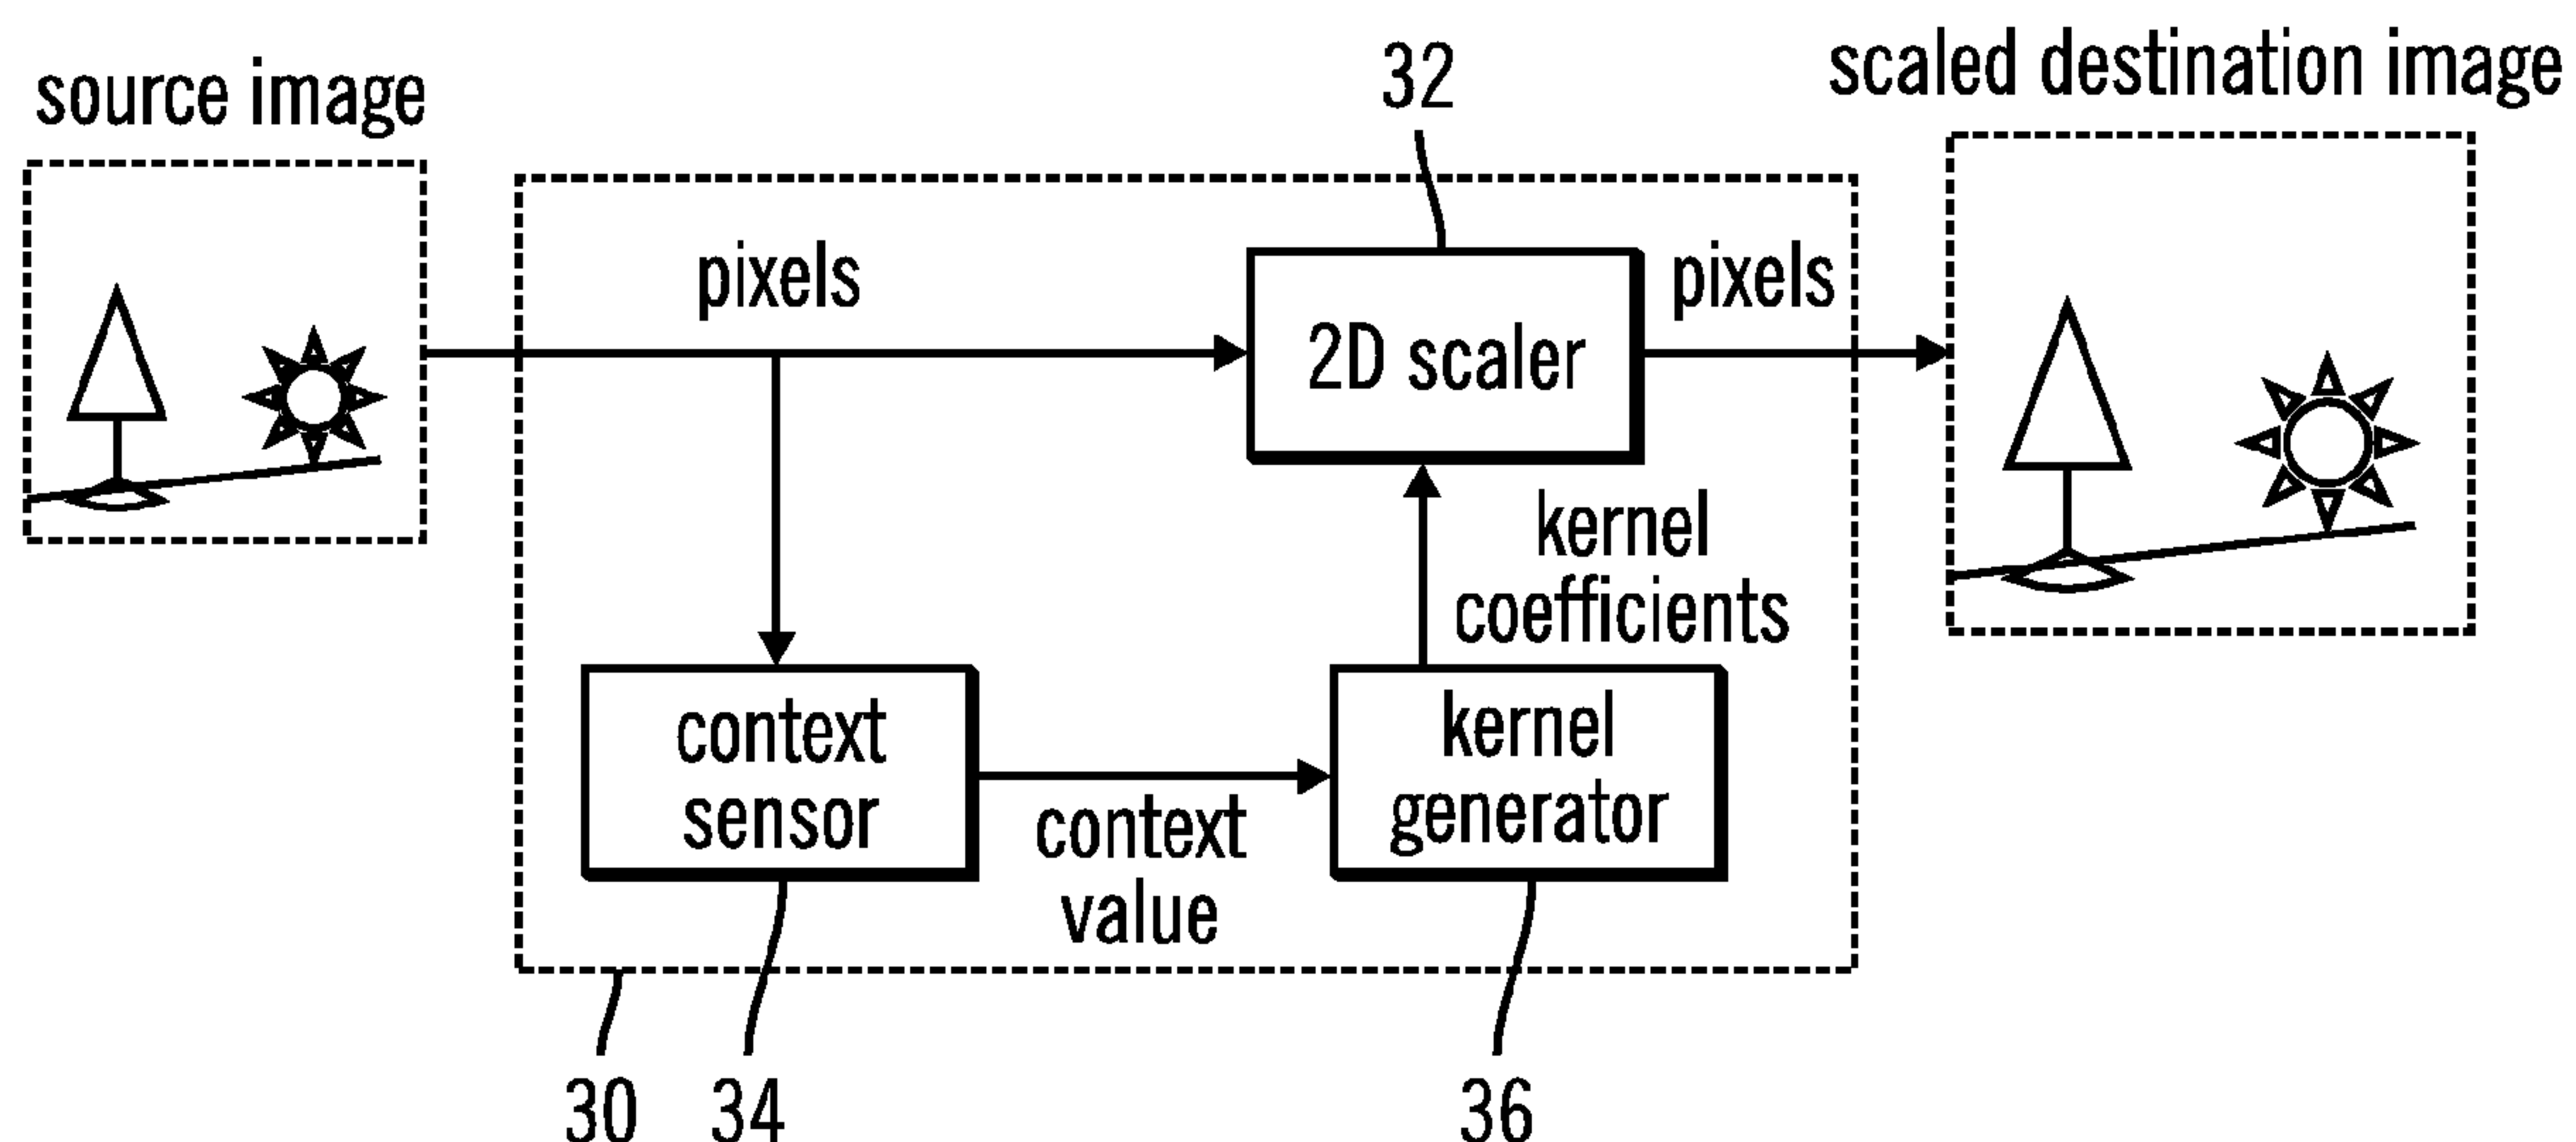 source image
32
scaled destination image
pixels
2D scaler
pixels
kernel
coefficients
context
sensor
context
value
kernel
generator
30
34
36